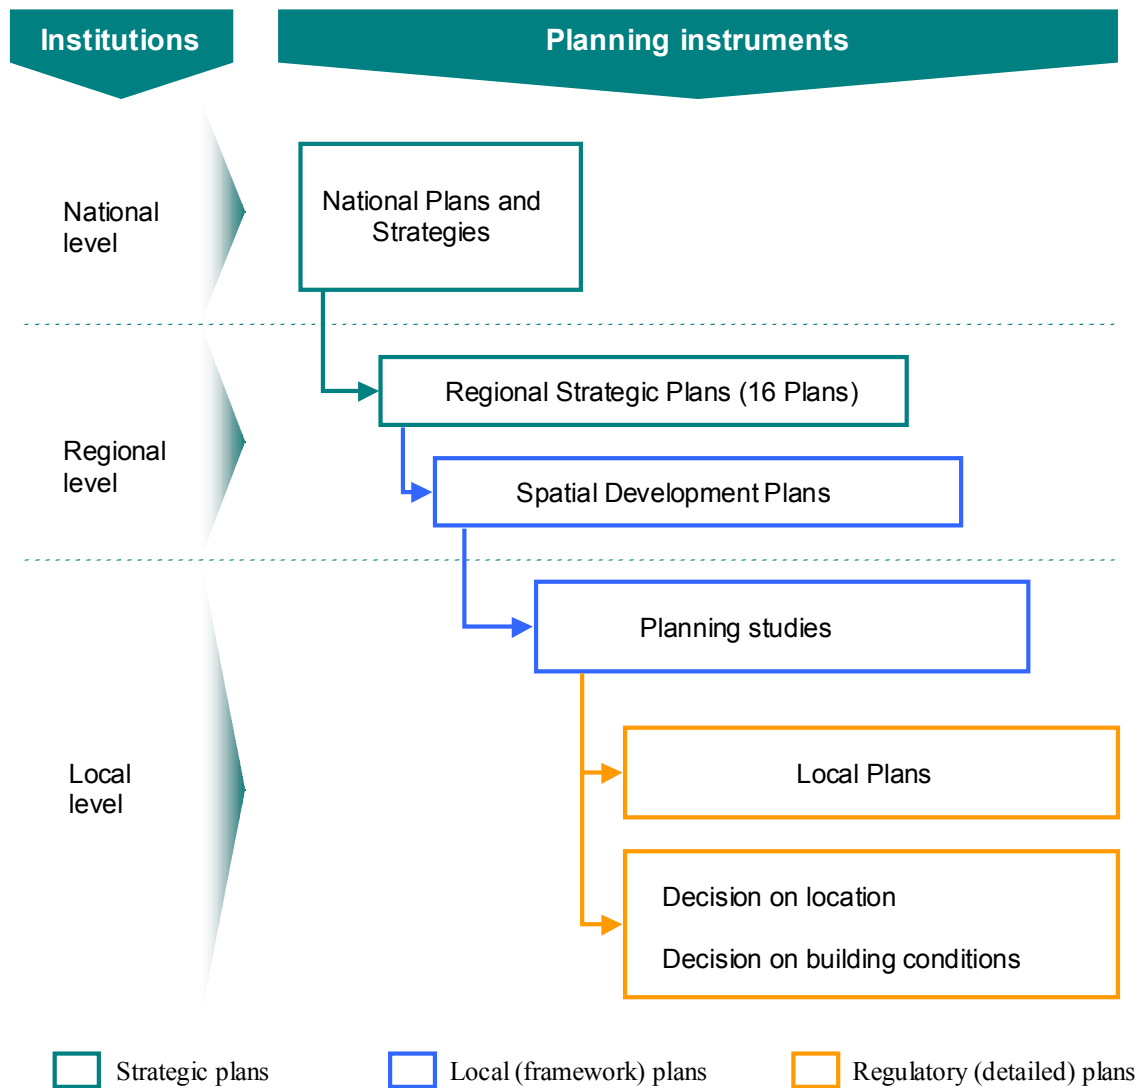 Institutions
Planning instruments
National
level
National Plans and
Strategies
Regional
level
Regional Strategic Plans (16 Plans)
Spatial Development Plans
Local
level
Planning studies
Local Plans
Decision on location
Decision on building conditions
Strategic plans
Local (framework) plans
Regulatory (detailed) plans